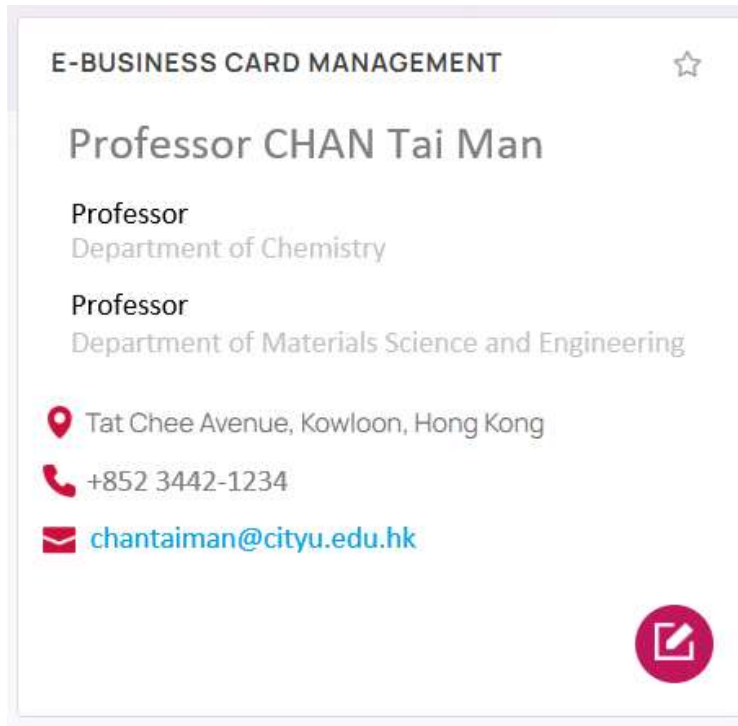 E-BUSINESS CARD MANAGEMENT
Professor CHAN Tai Man
Professor
Department of Chemistry
Professor
Department of Materials Science and Engineering
Tat Chee Avenue, Kowloon, Hong Kong
+852 3442-1234
chantaiman@cityu.edu.hk